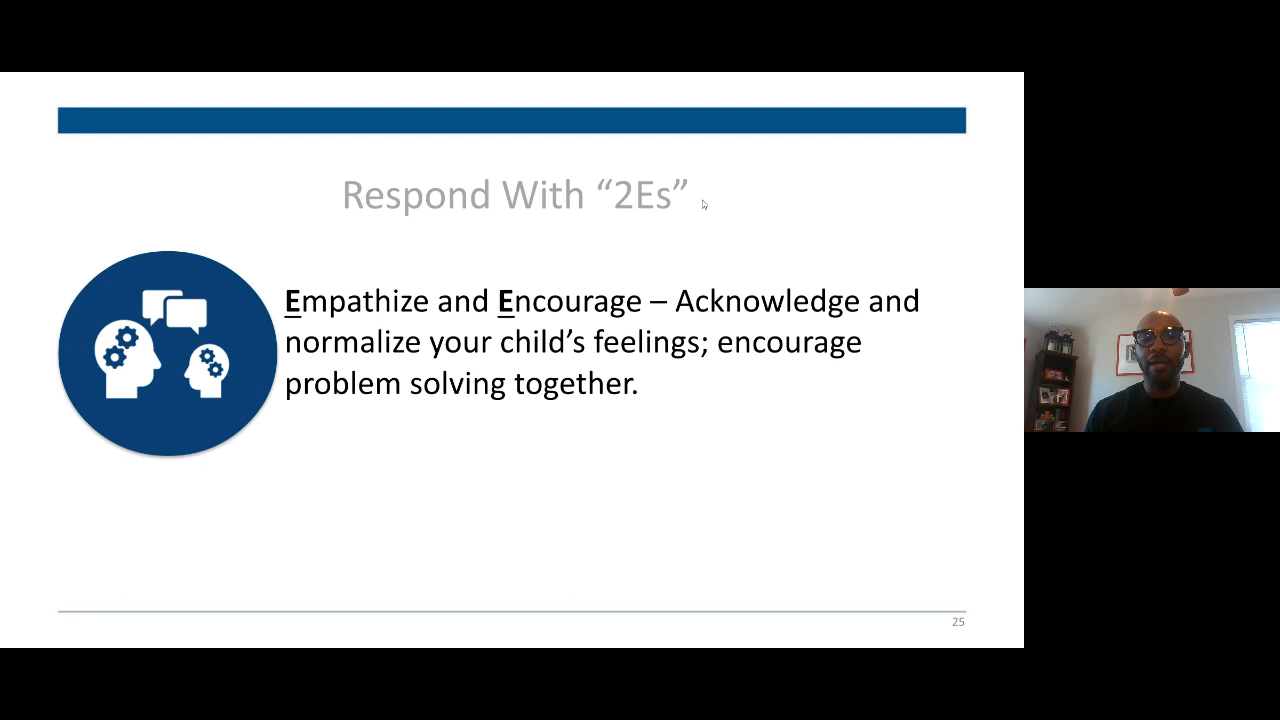 Respond With “2Es”
Empathize and Encourage – Acknowledge and
normalize your child’s feelings; encourage
problem solving together.
25